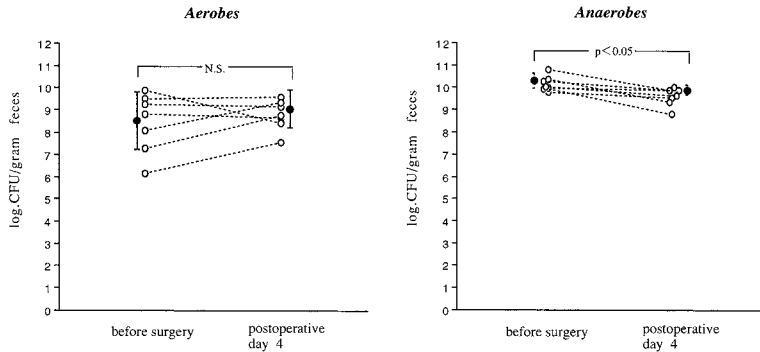 Aerobes
12
11
10
9
8
7
6
5
4
3
2
1
0
log.CFU/gram feces
N.S.
before surgery
postoperative
day 4
Anaerobes
12
11
10
9
8
7
6
5
4
3
2
1
0
log.CFU/gram feces
p<0.05
before surgery
postoperative
day 4